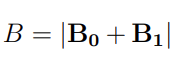 B = |B₀ + B₁|